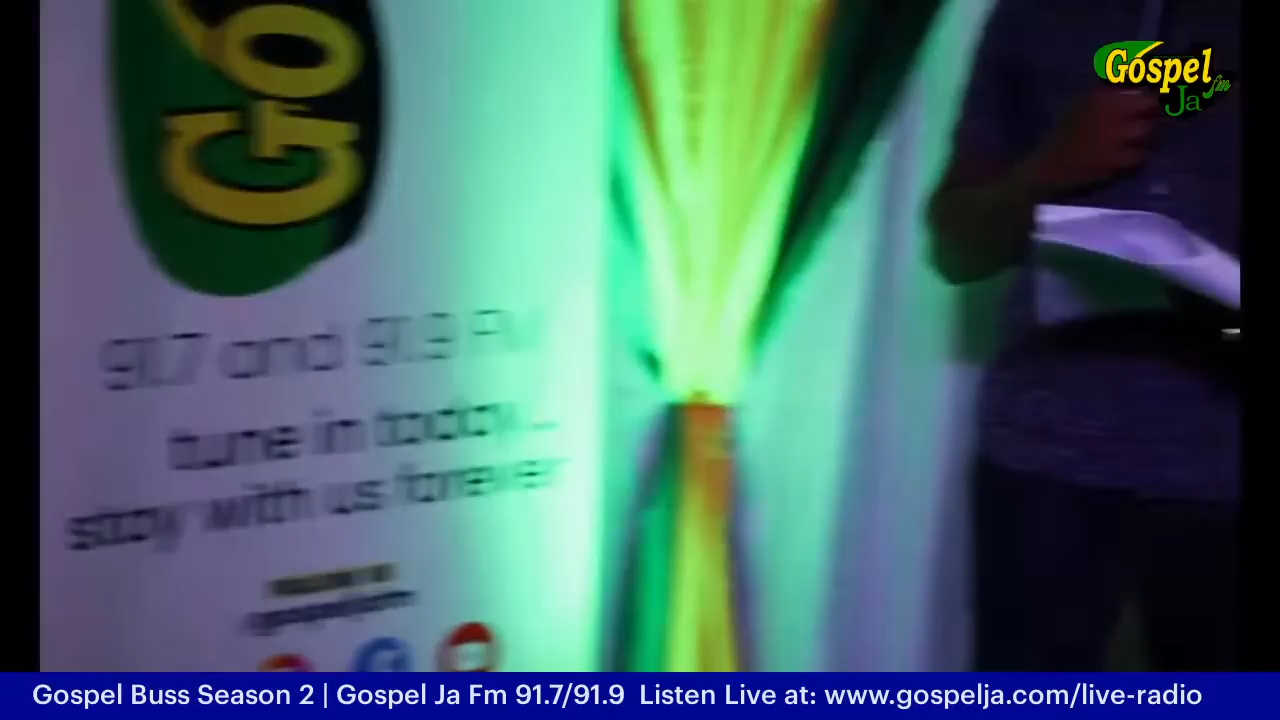 Go
Gospel
Ja fm
91.7 and 91.9 FM
tune in today...
stay with us forever
Gospel Buss Season 2 | Gospel Ja Fm 91.7/91.9 Listen Live at: www.gospelja.com/live-radio